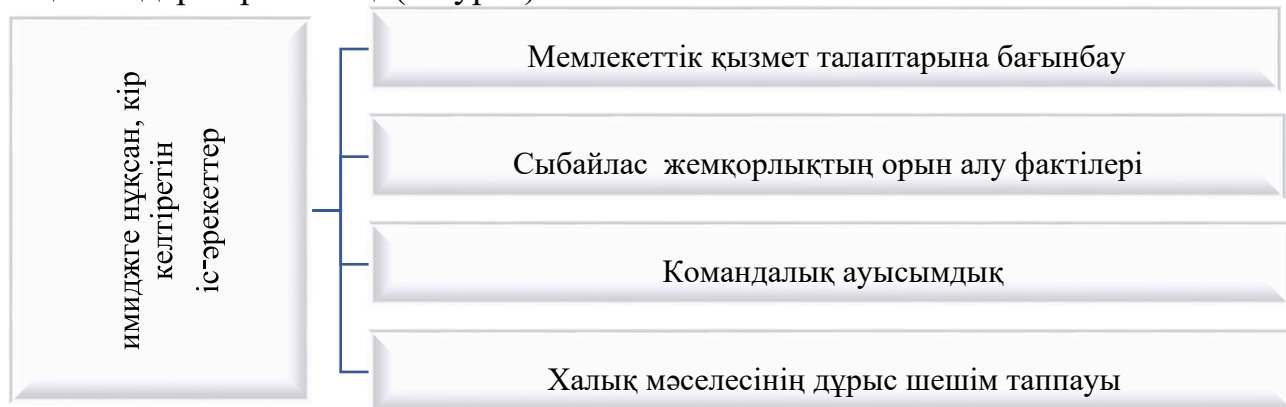 имиджге нұқсан, кір
келтіретін
іс-әрекеттер
Мемлекеттік қызмет талаптарына бағынбау
Сыбайлас жемқорлықтың орын алу фактілері
Командалық ауысымдық
Халық мәселесінің дұрыс шешім таппауы